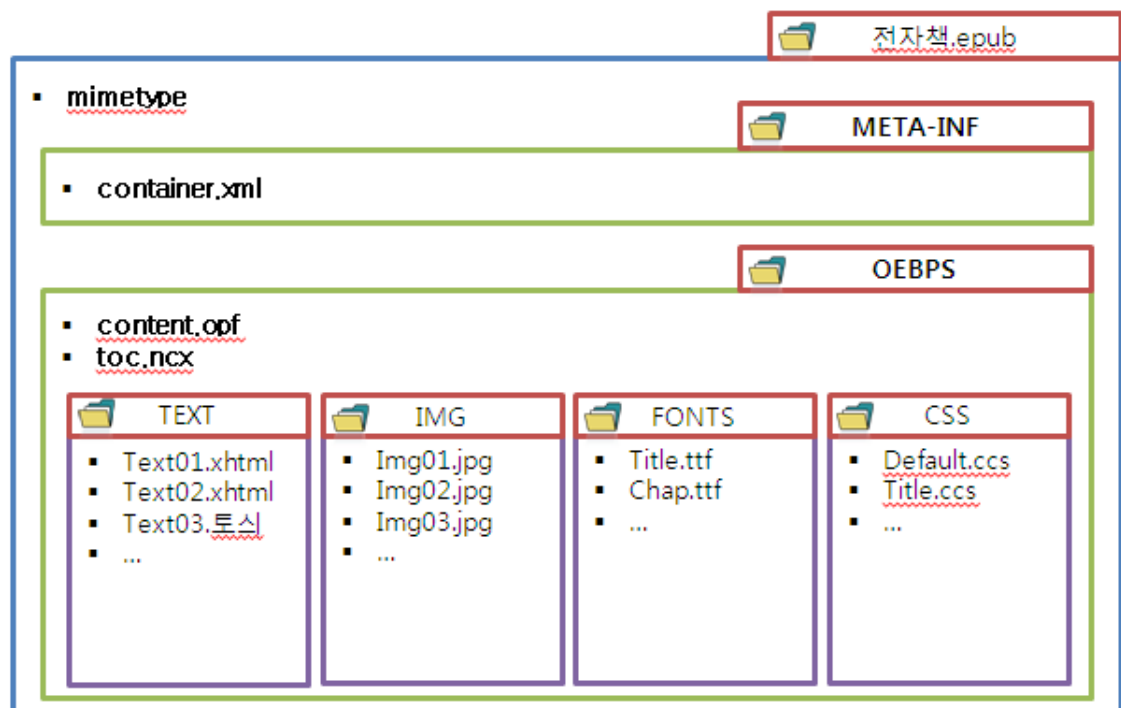 전자책.epub
mimetype
META-INF
container.xml
OEBPS
content.opf
toc.ncx
TEXT
Text01.xhtml
Text02.xhtml
Text03.토싀
...
IMG
Img01.jpg
Img02.jpg
Img03.jpg
...
FONTS
Title.ttf
Chap.ttf
...
CSS
Default.ccs
Title.ccs
...